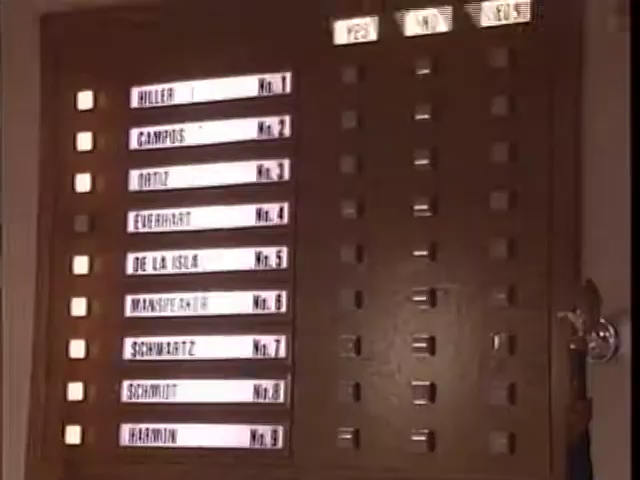 YES NO
HILLER No. 1
CAMPOS No. 2
ORTIZ No. 3
EVERHART No. 4
DE LA ISLA No. 5
MANSPEAKER No. 6
SCHWARTZ No. 7
SCHMIDT No. 8
HARMON No. 9